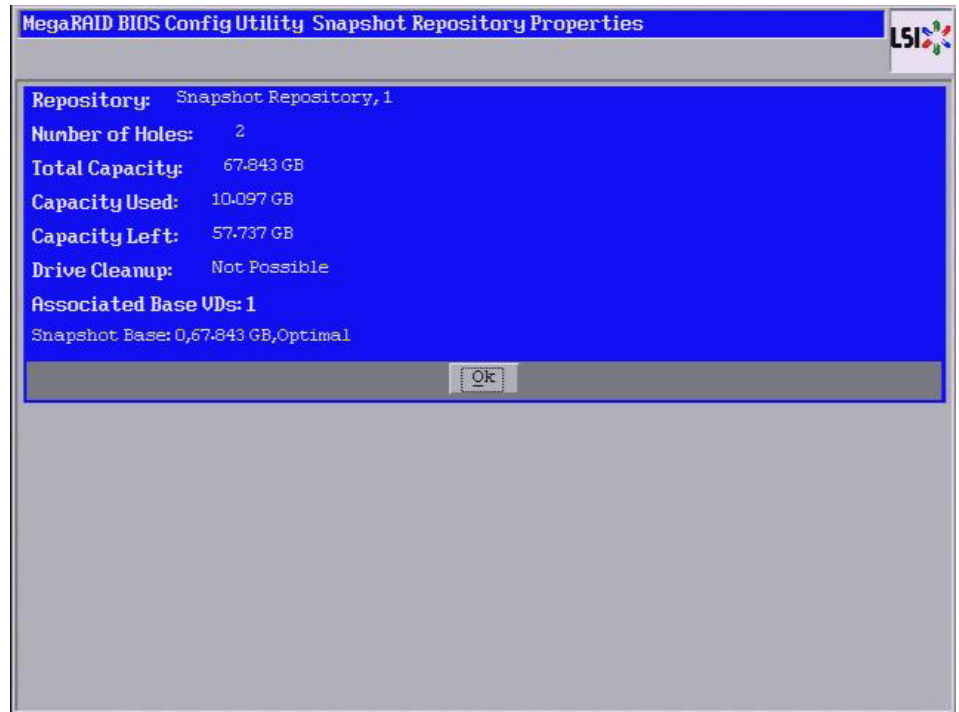 MegaRAID BIOS Config Utility Snapshot Repository Properties
LSI
Repository: Snapshot Repository,1
Number of Holes: 2
Total Capacity: 67.843 GB
Capacity Used: 10.097 GB
Capacity Left: 57.737 GB
Drive Cleanup: Not Possible
Associated Base VDs: 1
Snapshot Base: 0,67.843 GB,Optimal
Ok